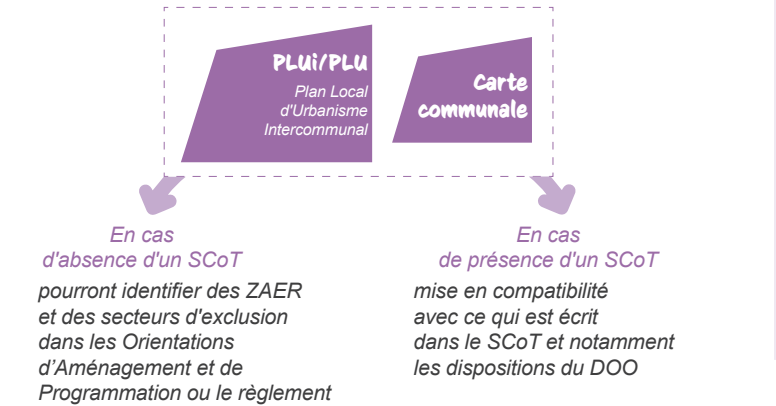 PLUi/PLU
Plan Local
d'Urbanisme
Intercommunal
Carte
communale
En cas
d'absence d'un SCoT
pourront identifier des ZAER
et des secteurs d'exclusion
dans les Orientations
d’Aménagement et de
Programmation ou le règlement
En cas
de présence d'un SCoT
mise en compatibilité
avec ce qui est écrit
dans le SCoT et notamment
les dispositions du DOO